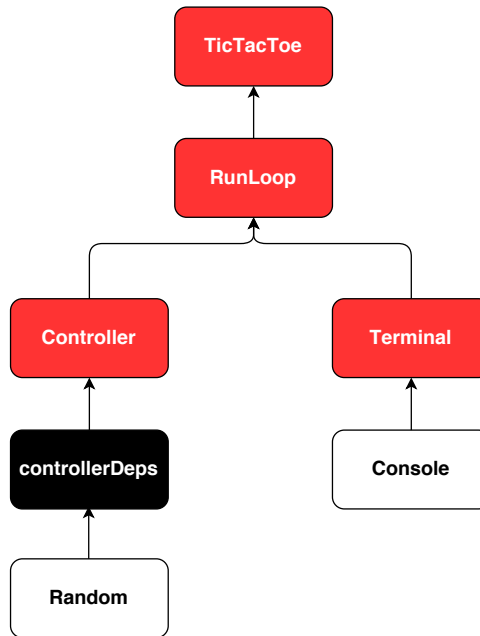 TicTacToe
RunLoop
Controller
Terminal
controllerDeps
Console
Random